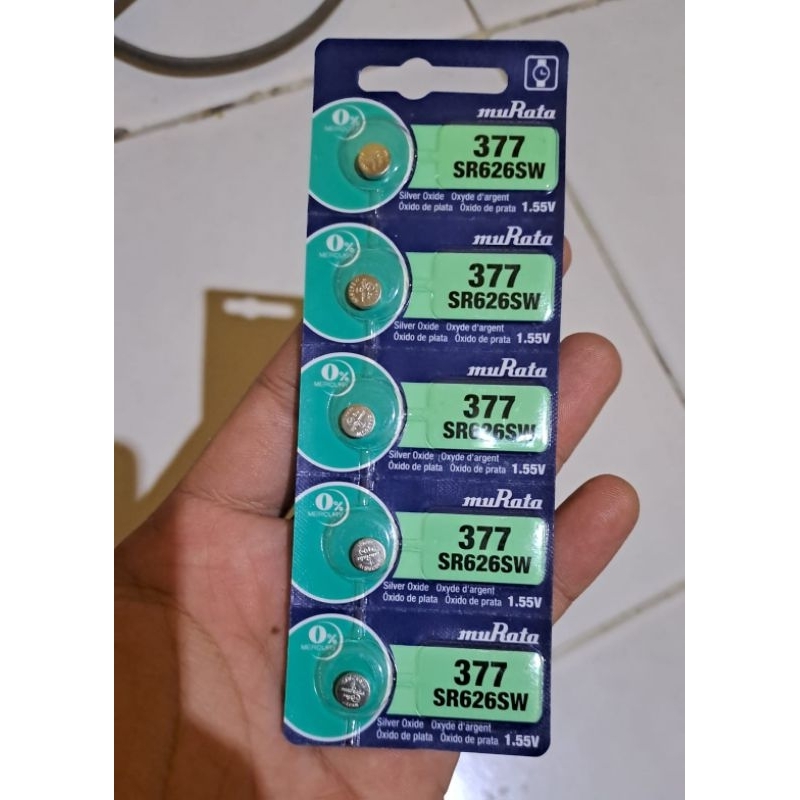 muRata
0%
MERCURY
377
SR626SW
Silver Oxide Oxyde d'argent
Óxido de plata Óxido de prata 1.55V
muRata
0%
MERCURY
377
SR626SW
Silver Oxide Oxyde d'argent
Óxido de plata Óxido de prata 1.55V
muRata
0%
MERCURY
377
SR626SW
Silver Oxide Oxyde d'argent
Óxido de plata Óxido de prata 1.55V
muRata
0%
MERCURY
377
SR626SW
Silver Oxide Oxyde d'argent
Óxido de plata Óxido de prata 1.55V
muRata
0%
MERCURY
377
SR626SW
Silver Oxide Oxyde d'argent
Óxido de plata Óxido de prata 1.55V